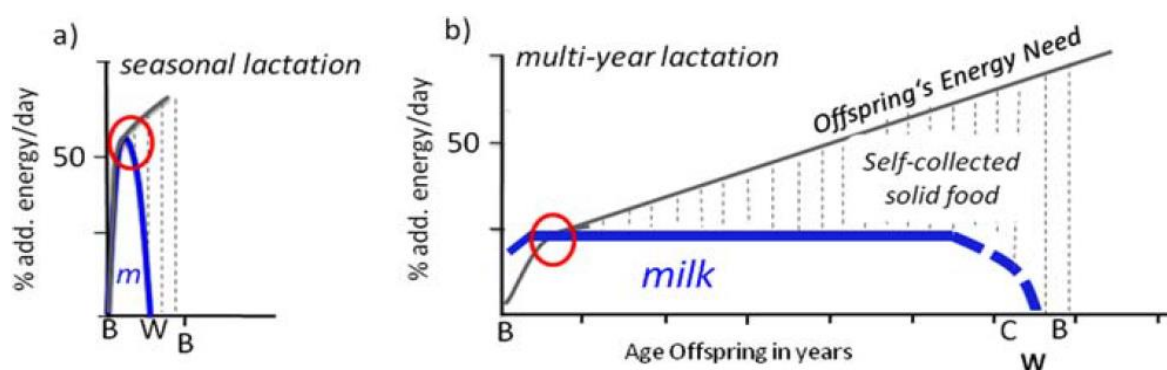 a)
seasonal lactation
% add. energy/day
50
m
B W B
b)
multi-year lactation
% add. energy/day
50
Offspring's Energy Need
Self-collected
solid food
milk
B C B
Age Offspring in years
W